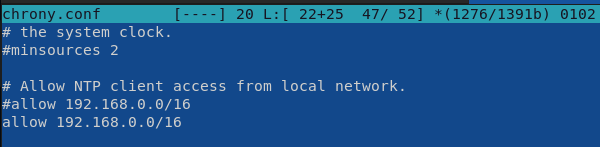 chrony.conf [----] 20 L:[ 22+25 47/ 52] *(1276/1391b) 0102
# the system clock.
#minsources 2
# Allow NTP client access from local network.
#allow 192.168.0.0/16
allow 192.168.0.0/16